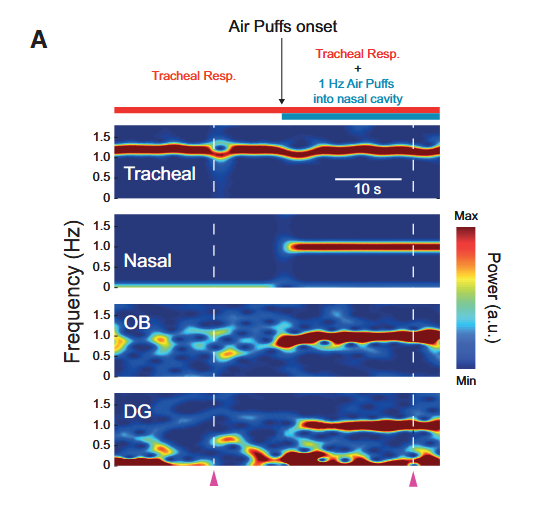 A
Air Puffs onset
Tracheal Resp.
Tracheal Resp.
+
1 Hz Air Puffs
into nasal cavity
Frequency (Hz)
1.5
1.0
0.5
0
Tracheal
10 s
1.5
1.0
0.5
0
Nasal
1.5
1.0
0.5
0
OB
1.5
1.0
0.5
0
DG
Max
Power (a.u.)
Min